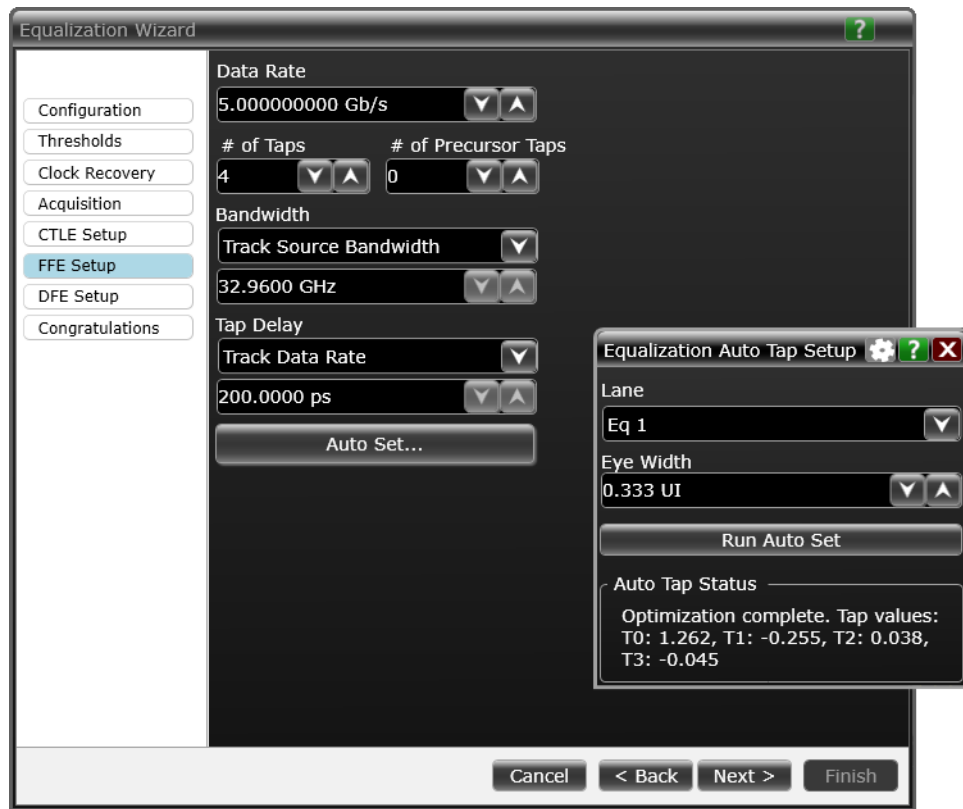 Equalization Wizard
?
Configuration
Thresholds
Clock Recovery
Acquisition
CTLE Setup
FFE Setup
DFE Setup
Congratulations
Data Rate
5.000000000 Gb/s
# of Taps # of Precursor Taps
4 0
Bandwidth
Track Source Bandwidth
32.9600 GHz
Tap Delay
Track Data Rate
200.0000 ps
Auto Set...
Equalization Auto Tap Setup ? X
Lane
Eq 1
Eye Width
0.333 UI
Run Auto Set
Auto Tap Status
Optimization complete. Tap values:
T0: 1.262, T1: -0.255, T2: 0.038,
T3: -0.045
Cancel < Back Next > Finish